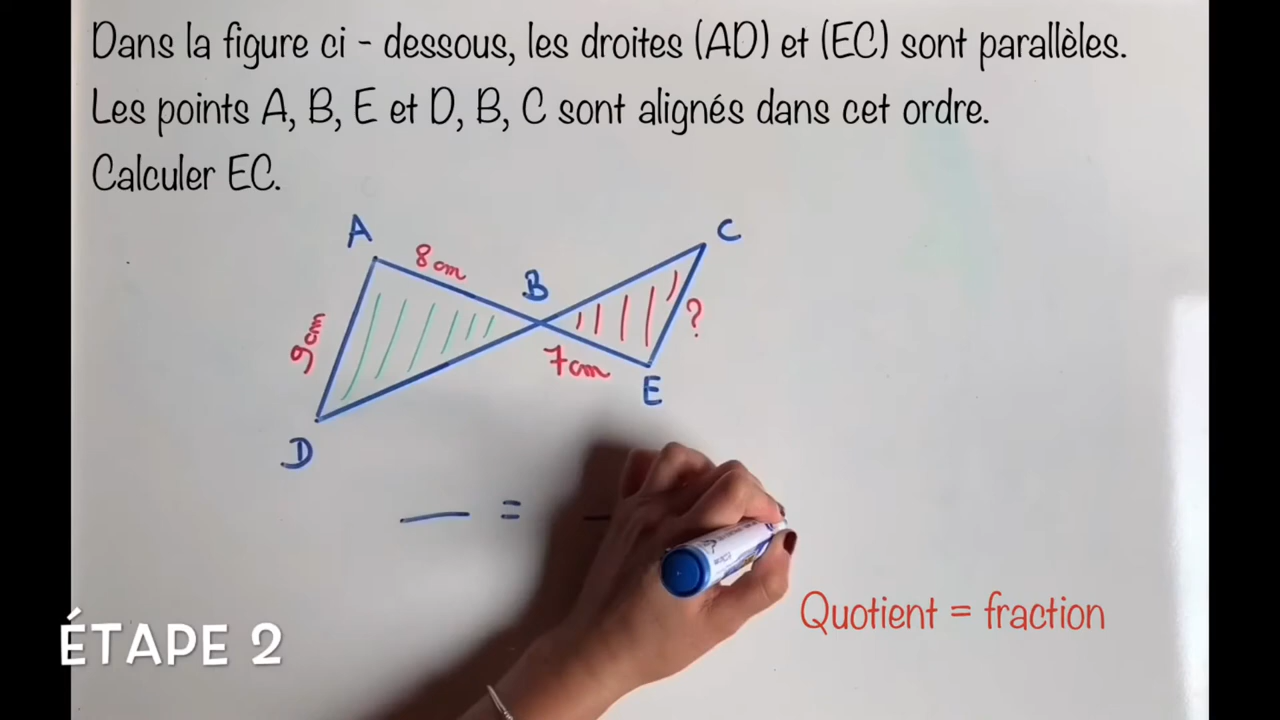 Dans la figure ci - dessous, les droites (AD) et (EC) sont parallèles.
Les points A, B, E et D, B, C sont alignés dans cet ordre.
Calculer EC.
A
C
8 cm
B
9 cm
?
7 cm
E
D
=
Quotient = fraction
ÉTAPE 2